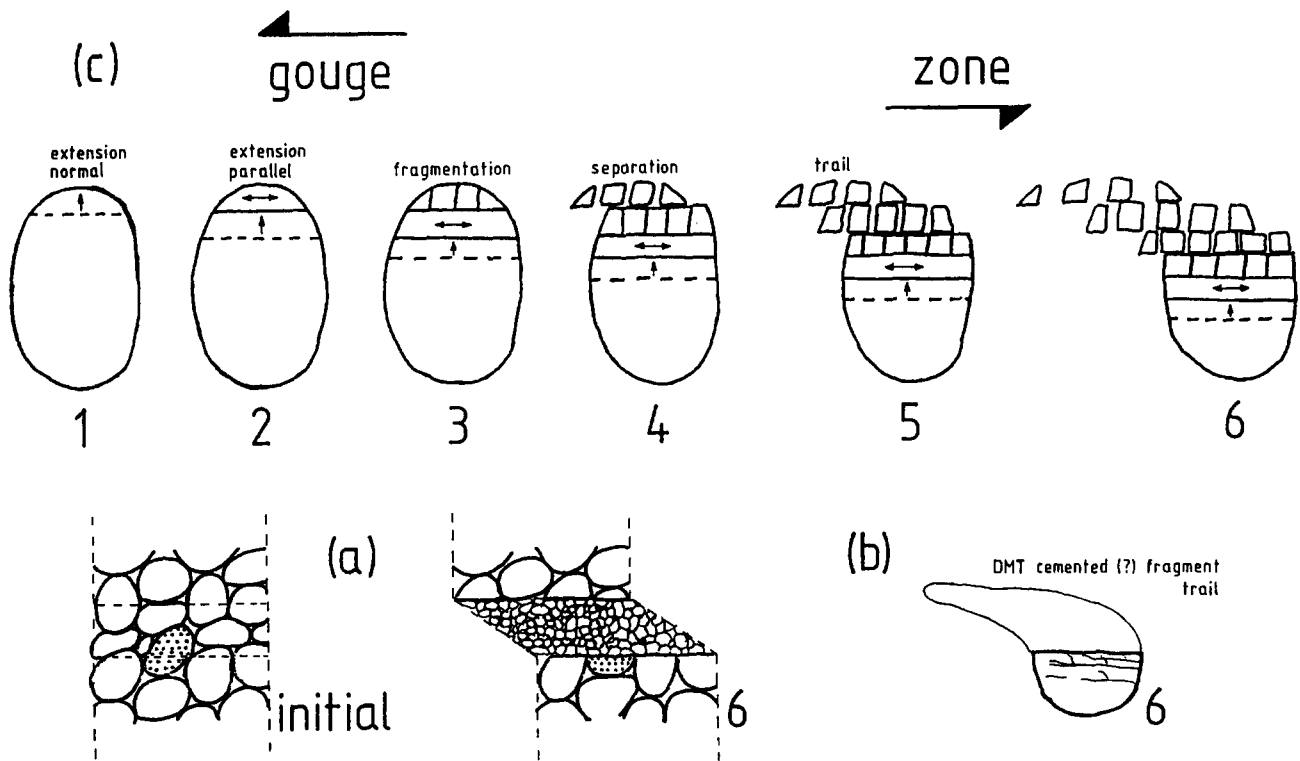 (c)
gouge
zone
extension
normal
extension
parallel
fragmentation
separation
trail
1
2
3
4
5
6
(a)
initial
6
(b)
DMT cemented (?) fragment
trail
6